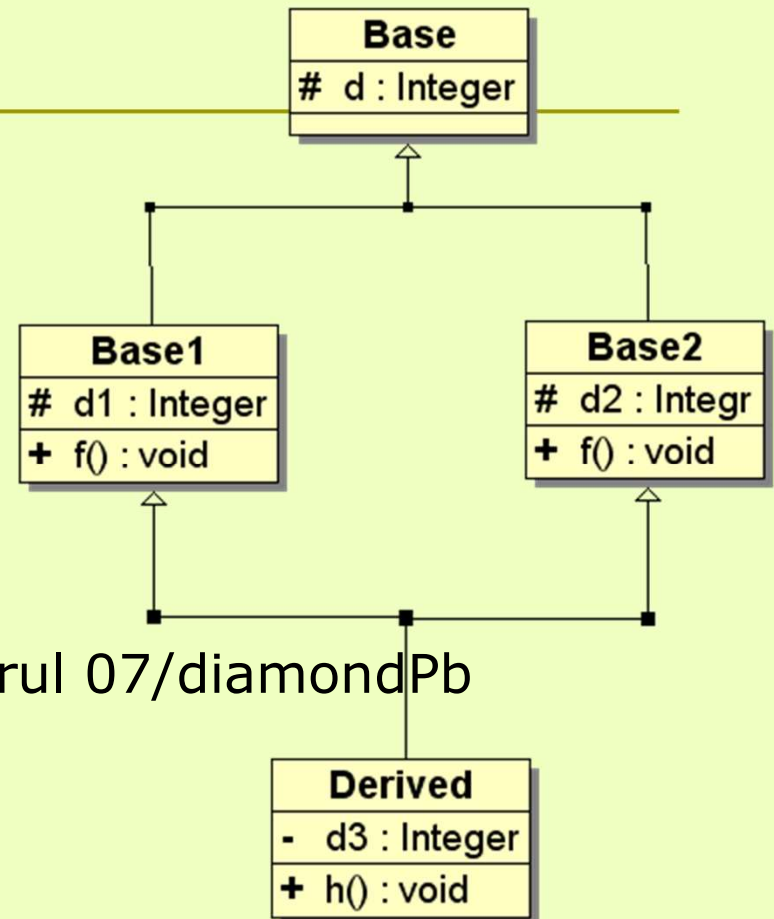 Base
# d : Integer
Base1
# d1 : Integer
+ f() : void
Base2
# d2 : Integr
+ f() : void
rul 07/diamondPb
Derived
- d3 : Integer
+ h() : void